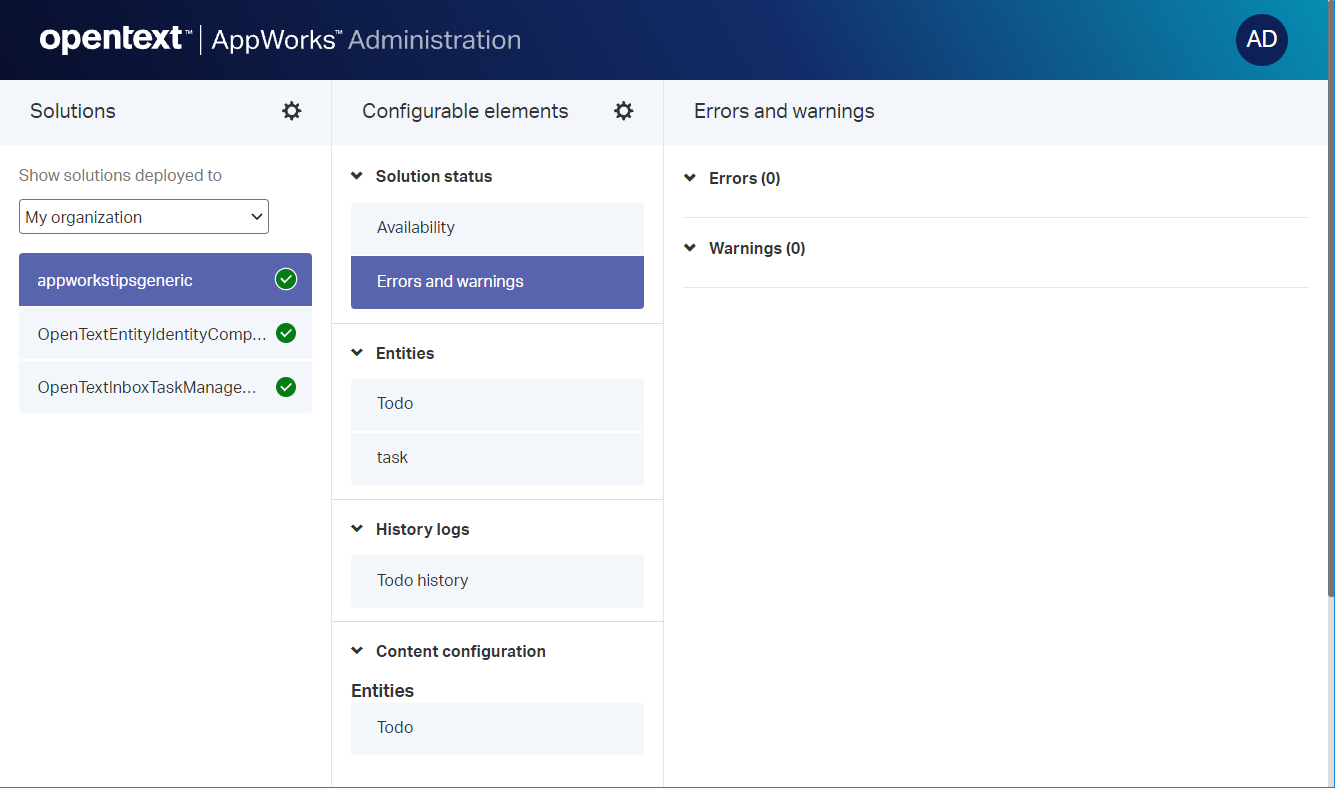 opentext™ | AppWorks™ Administration
AD
Solutions
Show solutions deployed to
My organization
appworkstipsgeneric
OpenTextEntityIdentityComp...
OpenTextInboxTaskManage...
Configurable elements
Solution status
Availability
Errors and warnings
Entities
Todo
task
History logs
Todo history
Content configuration
Entities
Todo
Errors and warnings
Errors (0)
Warnings (0)